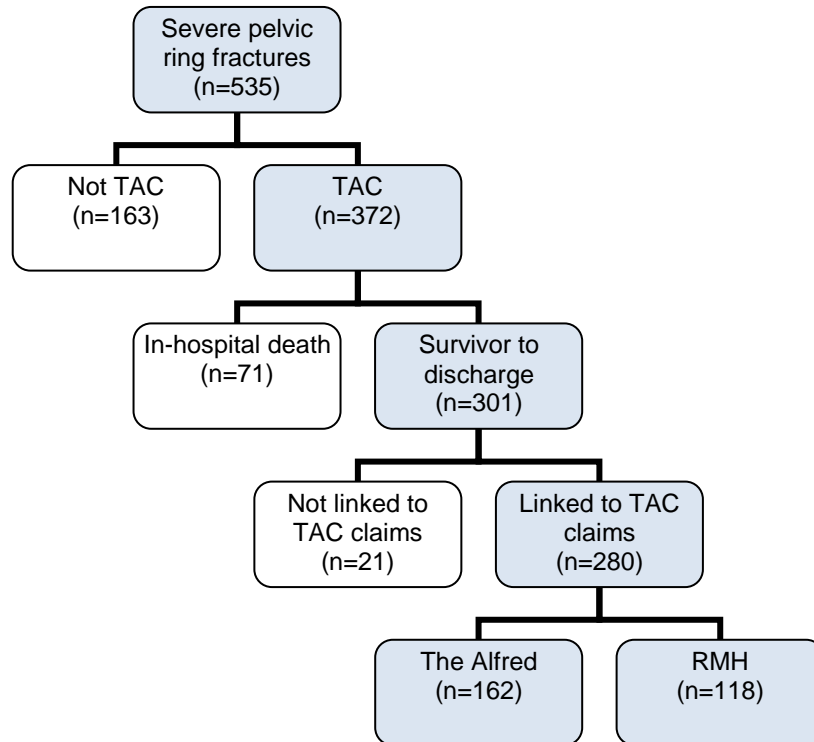 Severe pelvic
ring fractures
(n=535)
Not TAC
(n=163)
TAC
(n=372)
In-hospital death
(n=71)
Survivor to
discharge
(n=301)
Not linked to
TAC claims
(n=21)
Linked to TAC
claims
(n=280)
The Alfred
(n=162)
RMH
(n=118)